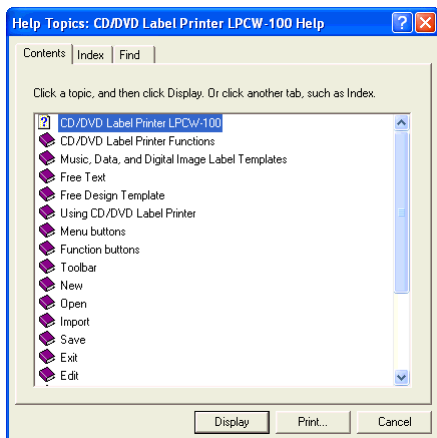 Help Topics: CD/DVD Label Printer LPCW-100 Help
Contents Index Find
Click a topic, and then click Display. Or click another tab, such as Index.
CD/DVD Label Printer LPCW-100
CD/DVD Label Printer Functions
Music, Data, and Digital Image Label Templates
Free Text
Free Design Template
Using CD/DVD Label Printer
Menu buttons
Function buttons
Toolbar
New
Open
Import
Save
Exit
Edit
Display Print... Cancel